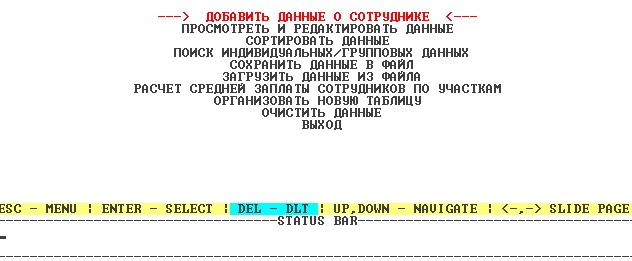 ---> ДОБАВИТЬ ДАННЫЕ О СОТРУДНИКЕ <---
ПРОСМОТРЕТЬ И РЕДАКТИРОВАТЬ ДАННЫЕ
СОРТИРОВАТЬ ДАННЫЕ
ПОИСК ИНДИВИДУАЛЬНЫХ/ГРУППОВЫХ ДАННЫХ
СОХРАНИТЬ ДАННЫЕ В ФАЙЛ
ЗАГРУЗИТЬ ДАННЫЕ ИЗ ФАЙЛА
РАСЧЕТ СРЕДНЕЙ ЗАПЛАТЫ СОТРУДНИКОВ ПО УЧАСТКАМ
ОРГАНИЗОВАТЬ НОВУЮ ТАБЛИЦУ
ОЧИСТИТЬ ДАННЫЕ
ВЫХОД
ESC - MENU ¦ ENTER - SELECT ¦ DEL - DLT ¦ UP,DOWN - NAVIGATE ¦ <-,-> SLIDE PAGE
STATUS BAR